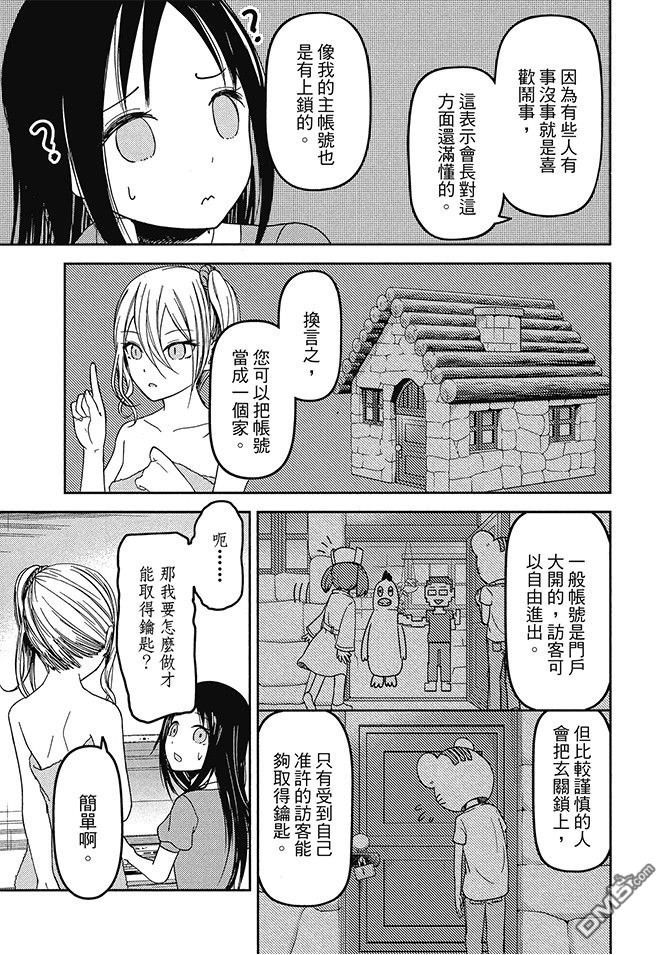 因為有些人有
事沒事就是喜
歡鬧事，
這表示會長對這
方面還滿懂的。
像我的主帳號也
是有上鎖的。
?
?
換言之，
您可以把帳號
當成一個家。
一般帳號是門戶
大開的，訪客可
以自由進出。
呃……
那我要怎麼做才
能取得鑰匙？
但比較謹慎的人
會把玄關鎖上，
只有受到自己
准許的訪客能
夠取得鑰匙。
簡單啊。
DM5.com